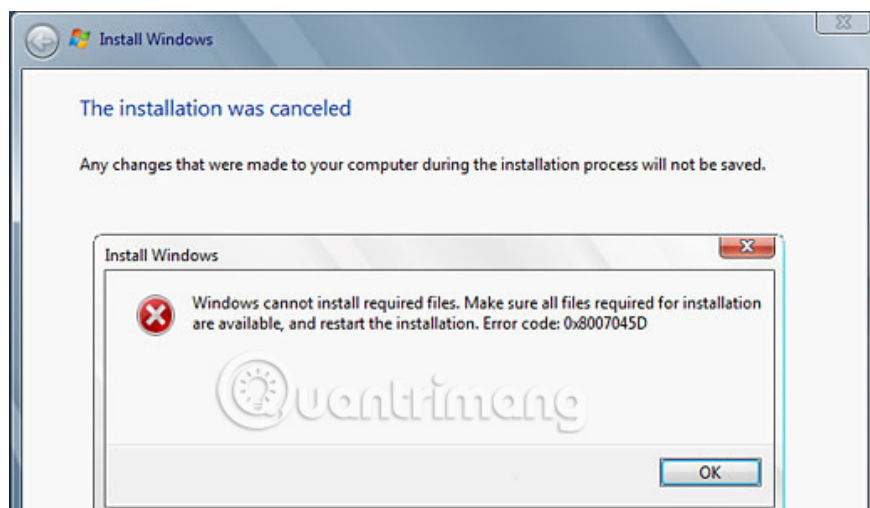 Install Windows
The installation was canceled
Any changes that were made to your computer during the installation process will not be saved.
Install Windows
Windows cannot install required files. Make sure all files required for installation
are available, and restart the installation. Error code: 0x8007045D
Quantrimang
OK